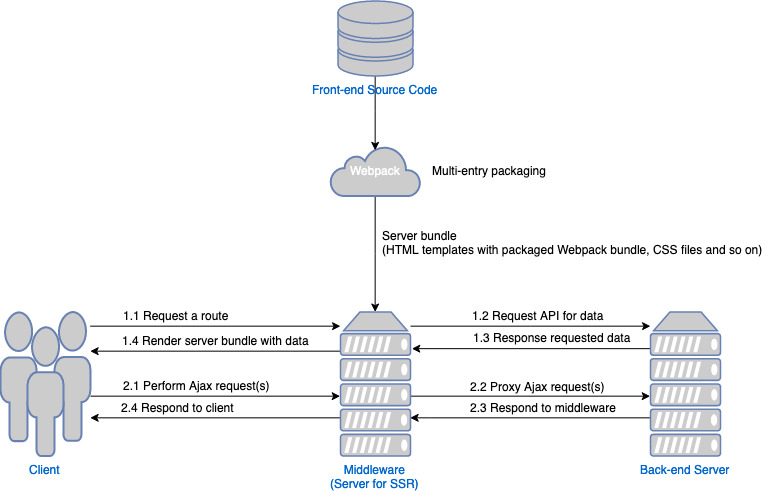 Front-end Source Code
Webpack
Multi-entry packaging
Server bundle
(HTML templates with packaged Webpack bundle, CSS files and so on)
1.1 Request a route
1.2 Request API for data
1.4 Render server bundle with data
1.3 Response requested data
2.1 Perform Ajax request(s)
2.2 Proxy Ajax request(s)
2.4 Respond to client
2.3 Respond to middleware
Client
Middleware
(Server for SSR)
Back-end Server